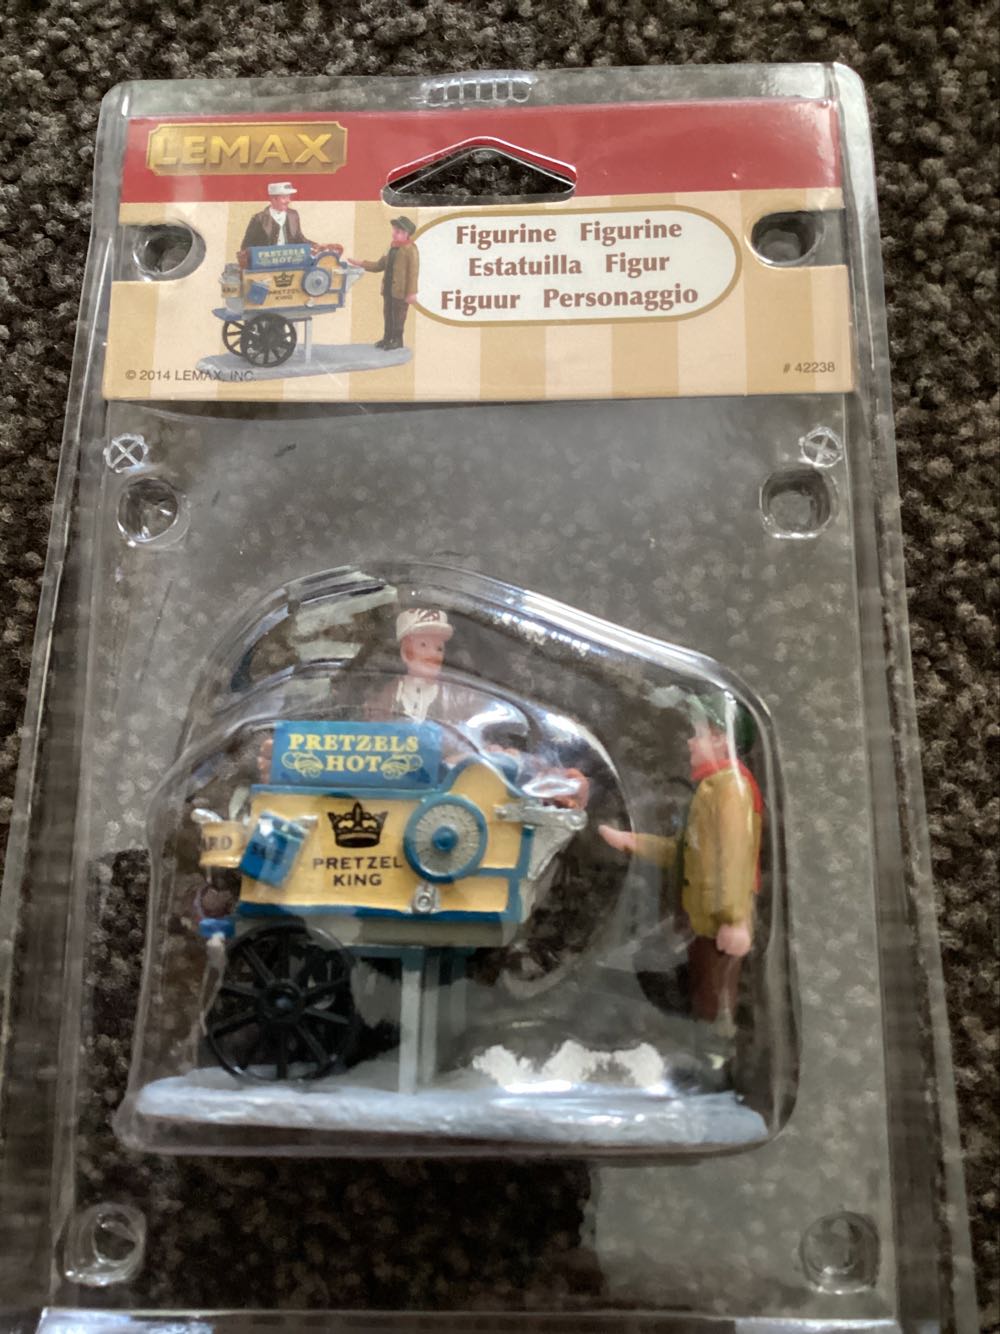 LEMAX
Figurine Figurine
Estatuilla Figur
Figuur Personaggio
PRETZELS
HOT
PRETZEL
KING
© 2014 LEMAX, INC.
# 42238
PRETZELS
HOT
ARD
PRETZEL
KING